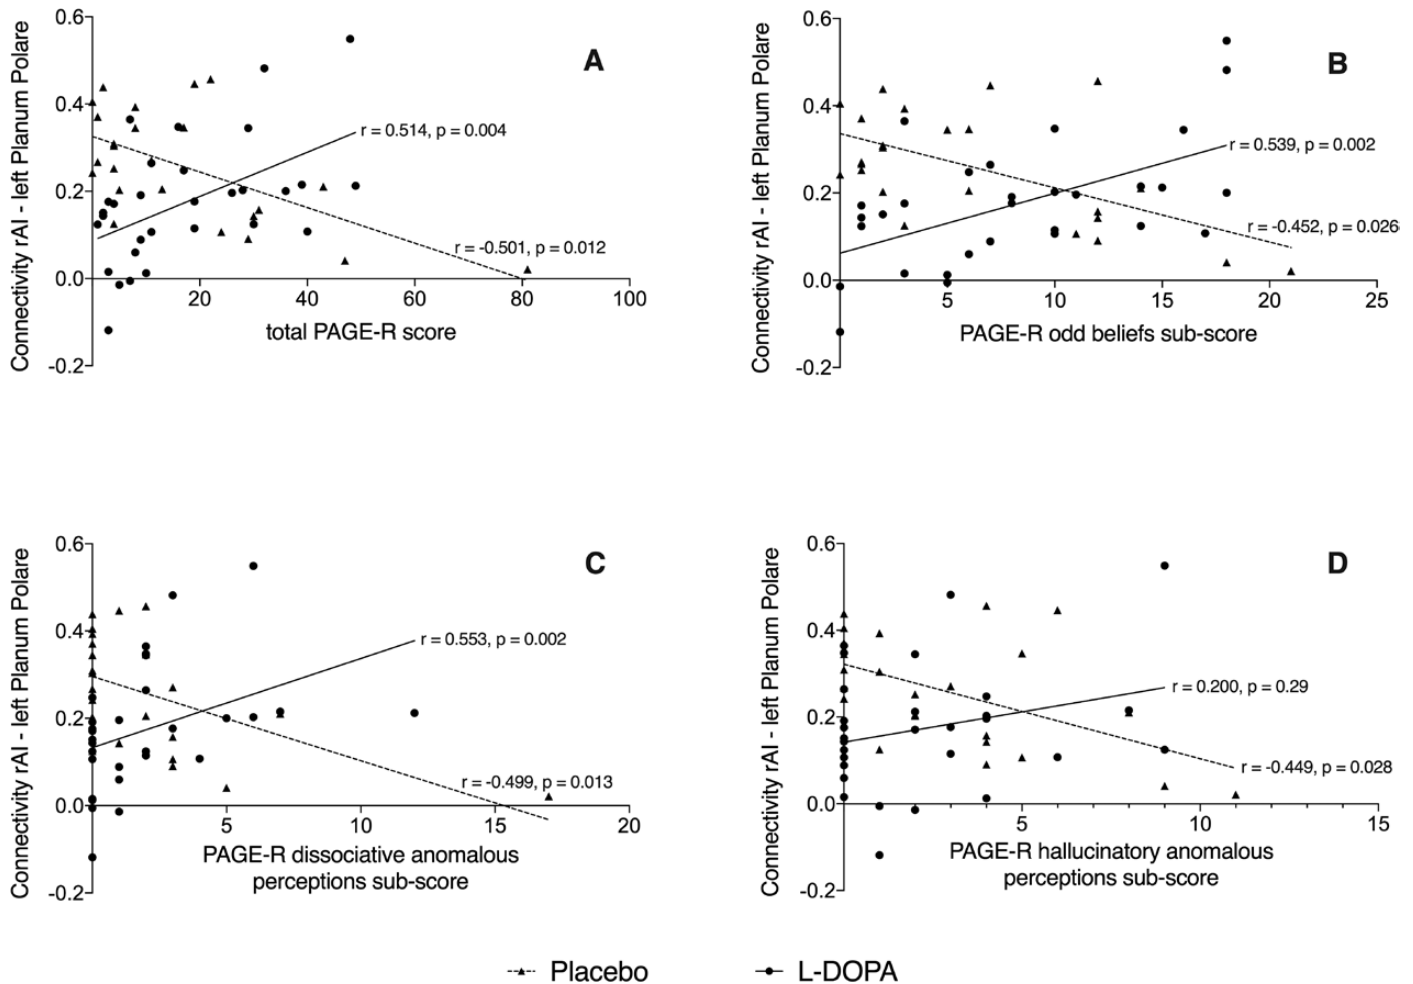 Connectivity rAI - left Planum Polare
0.6
0.4
0.2
0.0
-0.2
20
40
60
80
100
A
r = 0.514, p = 0.004
r = -0.501, p = 0.012
total PAGE-R score
Connectivity rAI - left Planum Polare
0.6
0.4
0.2
0.0
-0.2
5
10
15
20
25
B
r = 0.539, p = 0.002
r = -0.452, p = 0.026
PAGE-R odd beliefs sub-score
Connectivity rAI - left Planum Polare
0.6
0.4
0.2
0.0
-0.2
5
10
15
20
C
r = 0.553, p = 0.002
r = -0.499, p = 0.013
PAGE-R dissociative anomalous
perceptions sub-score
Connectivity rAI - left Planum Polare
0.6
0.4
0.2
0.0
-0.2
5
10
15
D
r = 0.200, p = 0.29
r = -0.449, p = 0.028
PAGE-R hallucinatory anomalous
perceptions sub-score
Placebo
L-DOPA